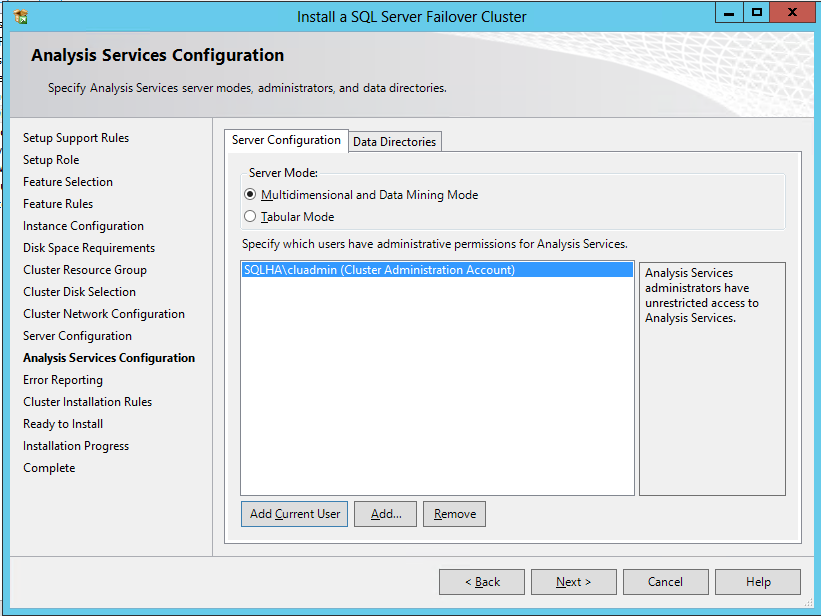 Install a SQL Server Failover Cluster
Analysis Services Configuration
Specify Analysis Services server modes, administrators, and data directories.
Setup Support Rules
Setup Role
Feature Selection
Feature Rules
Instance Configuration
Disk Space Requirements
Cluster Resource Group
Cluster Disk Selection
Cluster Network Configuration
Server Configuration
Analysis Services Configuration
Error Reporting
Cluster Installation Rules
Ready to Install
Installation Progress
Complete
Server Configuration
Data Directories
Server Mode:
Multidimensional and Data Mining Mode
Tabular Mode
Specify which users have administrative permissions for Analysis Services.
SQLHA\cluadmin (Cluster Administration Account)
Analysis Services
administrators have
unrestricted access to
Analysis Services.
Add Current User
Add...
Remove
< Back
Next >
Cancel
Help